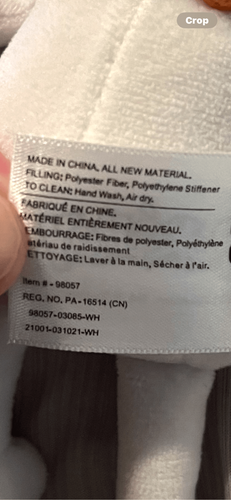 Crop
MADE IN CHINA. ALL NEW MATERIAL.
FILLING: Polyester Fiber, Polyethylene Stiffener
TO CLEAN: Hand Wash, Air dry.
FABRIQUÉ EN CHINE.
MATÉRIEL ENTIÈREMENT NOUVEAU.
EMBOURRAGE: Fibres de polyester, Polyéthylène
atériau de raidissement
ETTOYAGE: Laver à la main, Sécher à l'air.
Item # - 98057
REG. NO. PA-16514 (CN)
98057-03085-WH
21001-031021-WH